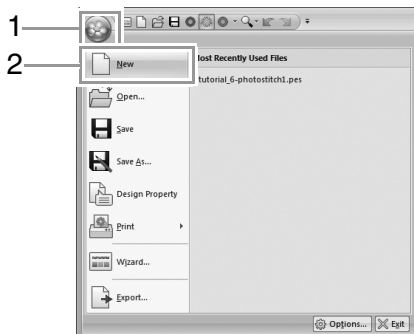 1
2
New
Most Recently Used Files
tutorial_6-photostitch1.pes
Open...
Save
Save As...
Design Property
Print
Wizard...
Export...
Options...
Exit